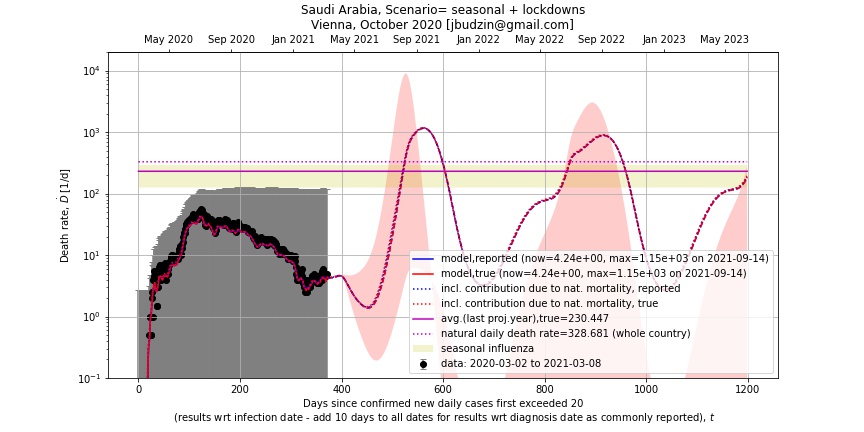 Saudi Arabia, Scenario= seasonal + lockdowns
Vienna, October 2020 [jbudzin@gmail.com]
May 2020 Sep 2020 Jan 2021 May 2021 Sep 2021 Jan 2022 May 2022 Sep 2022 Jan 2023 May 2023
10⁴
10³
10²
10¹
10⁰
10⁻¹
Death rate, Ḋ [1/d]
model,reported (now=4.24e+00, max=1.15e+03 on 2021-09-14)
model,true (now=4.24e+00, max=1.15e+03 on 2021-09-14)
incl. contribution due to nat. mortality, reported
incl. contribution due to nat. mortality, true
avg.(last proj.year),true=230.447
natural daily death rate=328.681 (whole country)
seasonal influenza
data: 2020-03-02 to 2021-03-08
0 200 400 600 800 1000 1200
Days since confirmed new daily cases first exceeded 20
(results wrt infection date - add 10 days to all dates for results wrt diagnosis date as commonly reported), t